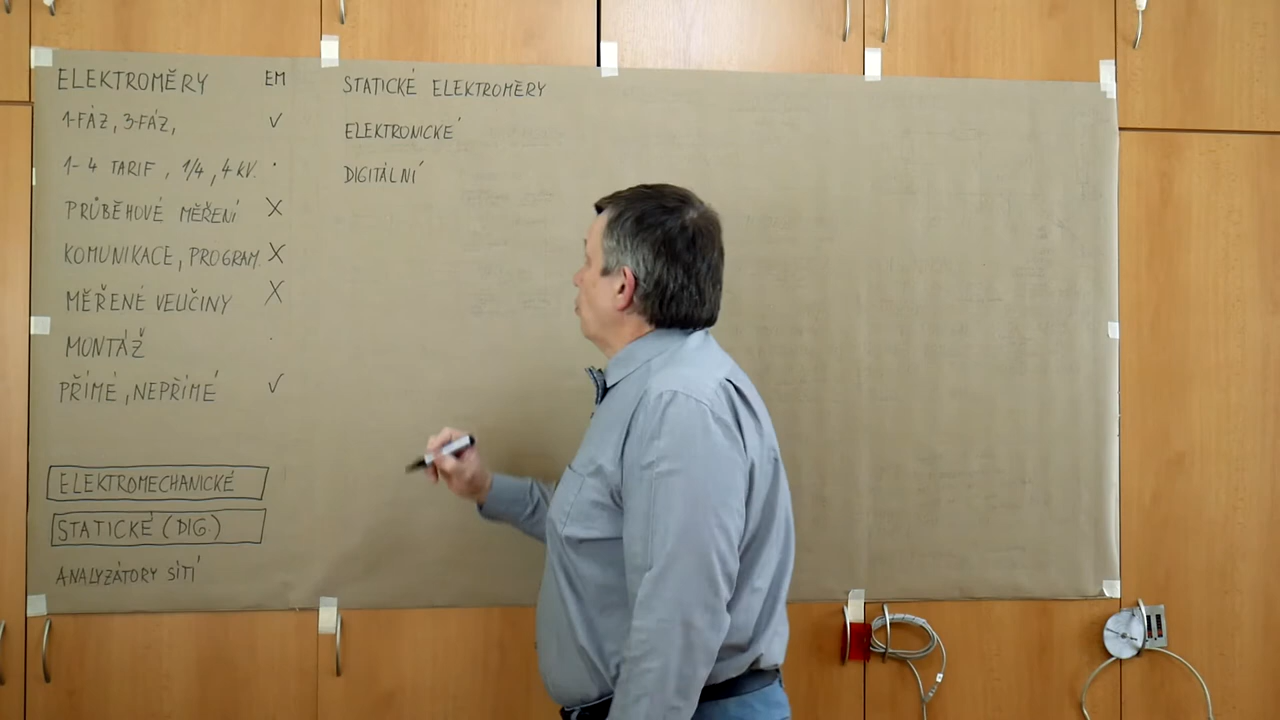 ELEKTROMĚRY EM
1-FÁZ, 3-FÁZ, ✓
1-4 TARIF, 1/4, 4 KV. ·
PRŮBĚHOVÉ MĚŘENÍ X
KOMUNIKACE, PROGRAM. X
MĚŘENÉ VELIČINY X
MONTÁŽ ·
PŘÍMÉ, NEPŘÍMÉ ✓
ELEKTROMECHANICKÉ
STATICKÉ (DIG.)
ANALYZÁTORY SÍTÍ
STATICKÉ ELEKTROMĚRY
ELEKTRONICKÉ
DIGITÁLNÍ